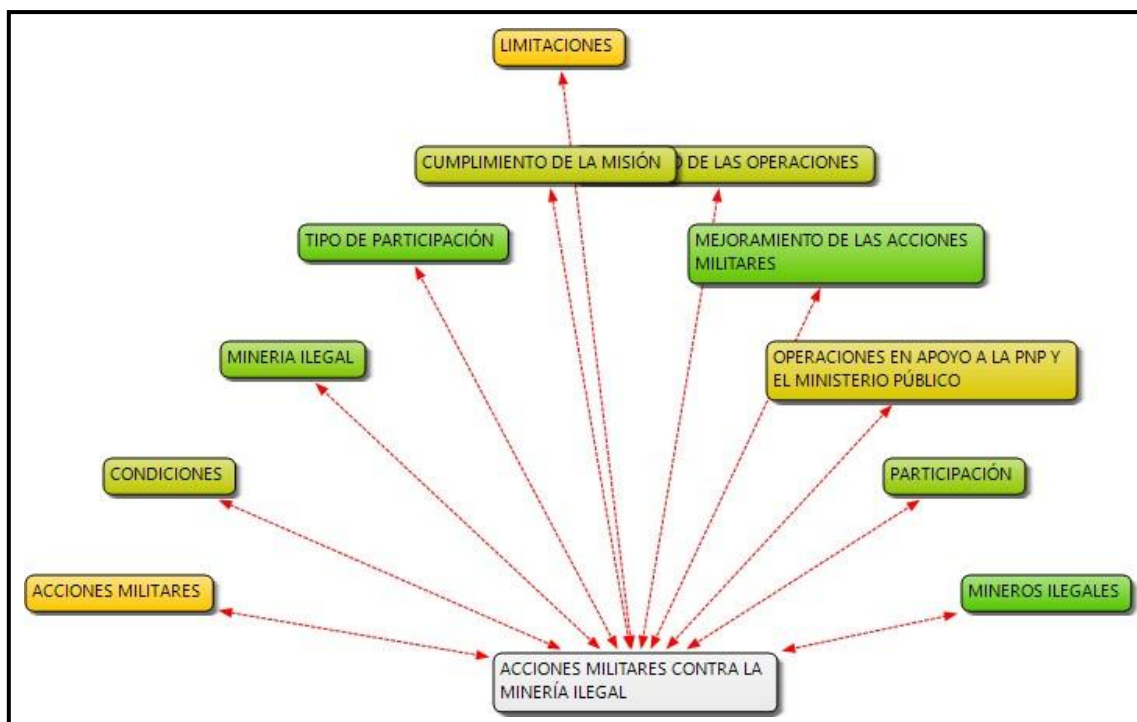 LIMITACIONES
CUMPLIMIENTO DE LA MISIÓN
DE LAS OPERACIONES
TIPO DE PARTICIPACIÓN
MEJORAMIENTO DE LAS ACCIONES
MILITARES
MINERIA ILEGAL
OPERACIONES EN APOYO A LA PNP Y
EL MINISTERIO PÚBLICO
CONDICIONES
PARTICIPACIÓN
ACCIONES MILITARES
MINEROS ILEGALES
ACCIONES MILITARES CONTRA LA
MINERÍA ILEGAL